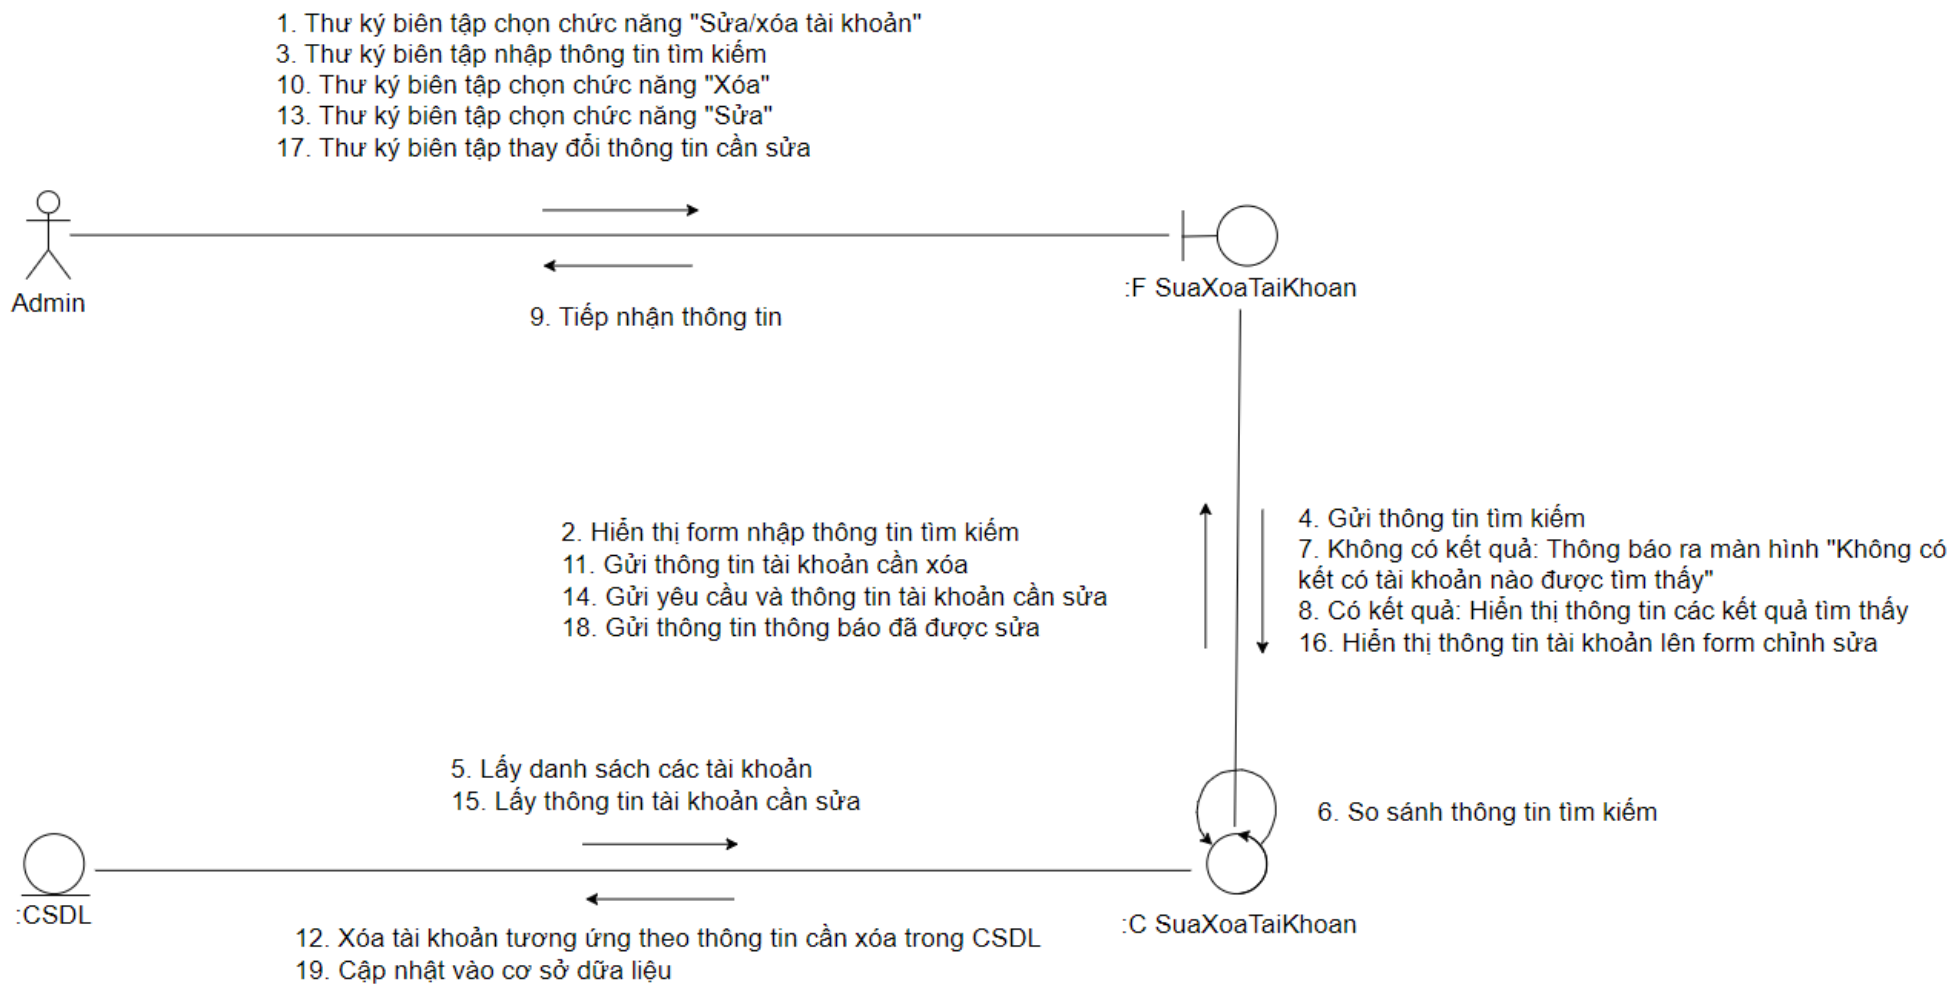 1. Thư ký biên tập chọn chức năng "Sửa/xóa tài khoản"
3. Thư ký biên tập nhập thông tin tìm kiếm
10. Thư ký biên tập chọn chức năng "Xóa"
13. Thư ký biên tập chọn chức năng "Sửa"
17. Thư ký biên tập thay đổi thông tin cần sửa
Admin
:F SuaXoaTaiKhoan
9. Tiếp nhận thông tin
2. Hiển thị form nhập thông tin tìm kiếm
11. Gửi thông tin tài khoản cần xóa
14. Gửi yêu cầu và thông tin tài khoản cần sửa
18. Gửi thông tin thông báo đã được sửa
4. Gửi thông tin tìm kiếm
7. Không có kết quả: Thông báo ra màn hình "Không có
kết có tài khoản nào được tìm thấy"
8. Có kết quả: Hiển thị thông tin các kết quả tìm thấy
16. Hiển thị thông tin tài khoản lên form chỉnh sửa
5. Lấy danh sách các tài khoản
15. Lấy thông tin tài khoản cần sửa
6. So sánh thông tin tìm kiếm
:CSDL
:C SuaXoaTaiKhoan
12. Xóa tài khoản tương ứng theo thông tin cần xóa trong CSDL
19. Cập nhật vào cơ sở dữ liệu